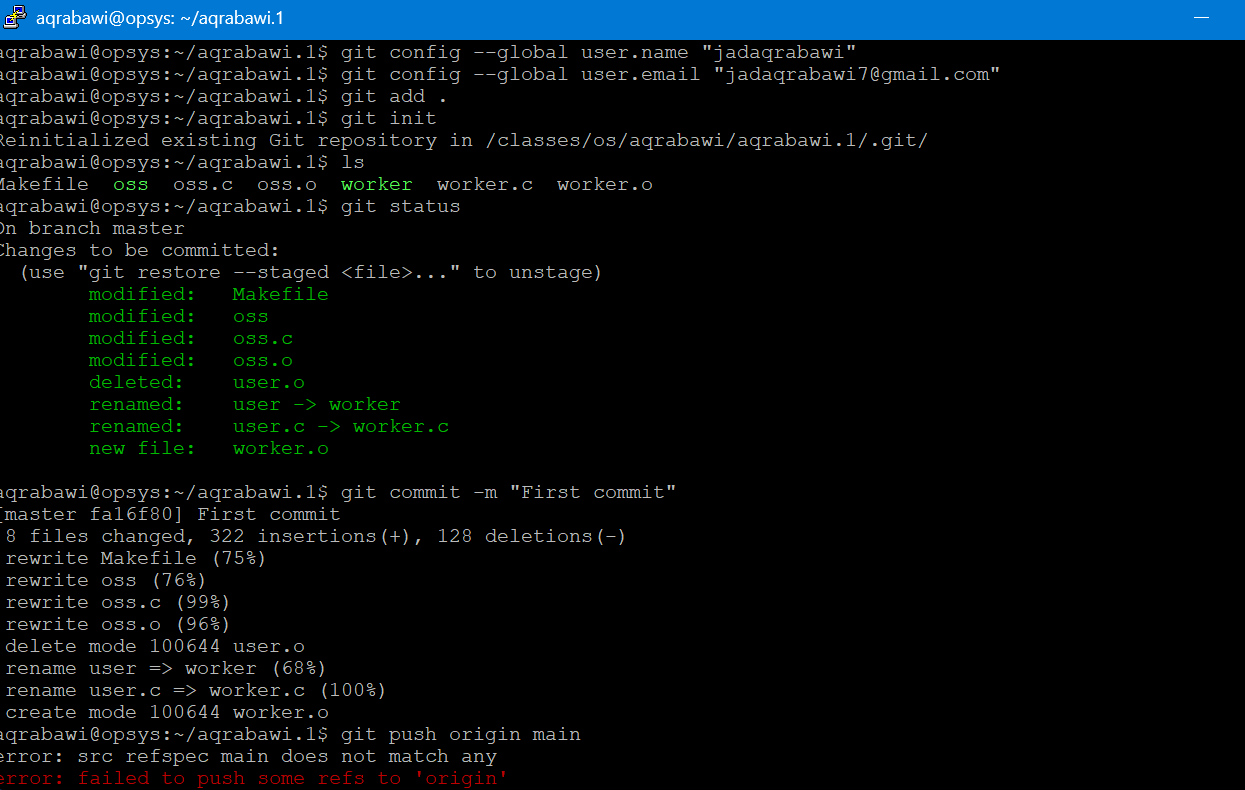 aqrabawi@opsys: ~/aqrabawi.1
aqrabawi@opsys:~/aqrabawi.1$ git config --global user.name "jadaqrabawi"
aqrabawi@opsys:~/aqrabawi.1$ git config --global user.email "jadaqrabawi7@gmail.com"
aqrabawi@opsys:~/aqrabawi.1$ git add .
aqrabawi@opsys:~/aqrabawi.1$ git init
Reinitialized existing Git repository in /classes/os/aqrabawi/aqrabawi.1/.git/
aqrabawi@opsys:~/aqrabawi.1$ ls
Makefile  oss  oss.c  oss.o  worker  worker.c  worker.o
aqrabawi@opsys:~/aqrabawi.1$ git status
On branch master
Changes to be committed:
  (use "git restore --staged <file>..." to unstage)
        modified:   Makefile
        modified:   oss
        modified:   oss.c
        modified:   oss.o
        deleted:    user.o
        renamed:    user -> worker
        renamed:    user.c -> worker.c
        new file:   worker.o
aqrabawi@opsys:~/aqrabawi.1$ git commit -m "First commit"
[master fa16f80] First commit
 8 files changed, 322 insertions(+), 128 deletions(-)
 rewrite Makefile (75%)
 rewrite oss (76%)
 rewrite oss.c (99%)
 rewrite oss.o (96%)
 delete mode 100644 user.o
 rename user => worker (68%)
 rename user.c => worker.c (100%)
 create mode 100644 worker.o
aqrabawi@opsys:~/aqrabawi.1$ git push origin main
error: src refspec main does not match any
error: failed to push some refs to 'origin'